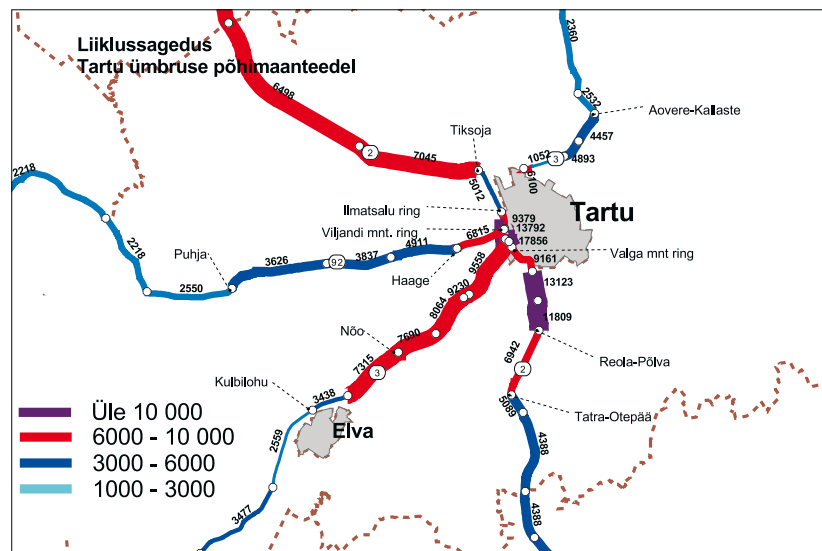 Liiklussagedus
Tartu ümbruse põhimaanteedel
2360
6498
2532
Aovere-Kallaste
4457
Tiksoja
7045
2
1052
3
4893
6100
2218
5012
Ilmatsalu ring
9379
Tartu
Viljandi mnt. ring
13792
6815
17856
Valga mnt ring
2218
Puhja
3626
92
3837
4911
Haage
9558
9161
13123
2550
9230
8064
11809
Nõo
7690
6942
Reola-Põlva
7315
3
2
Kulbilohu
3438
5089
Tatra-Otepää
Üle 10 000
6000 - 10 000
3000 - 6000
1000 - 3000
Elva
2559
4388
3477
4388